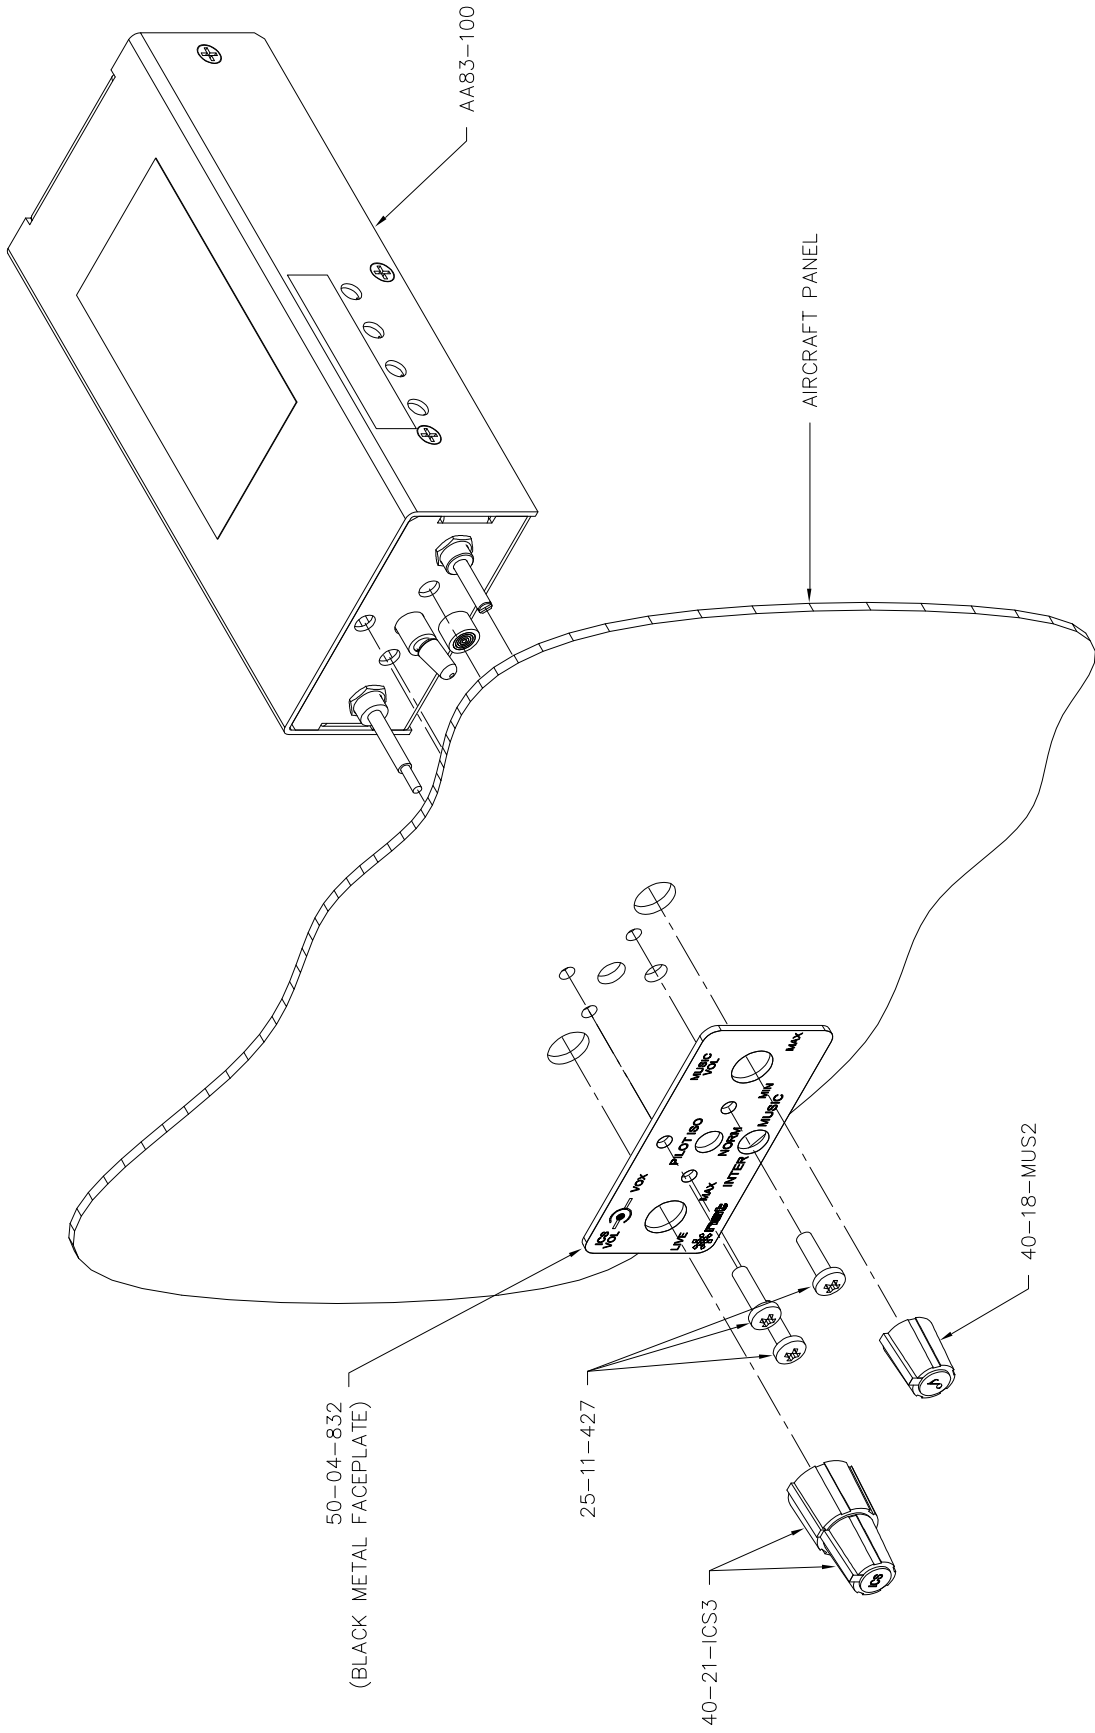 AA83-100
AIRCRAFT PANEL
50-04-832
(BLACK METAL FACEPLATE)
25-11-427
40-21-ICS3
40-18-MUS2
ICS
VOL
VOX
LIVE
MAX
PILOT ISO
NORM
INTER
MUSIC
MUSIC
VOL
MIN
MAX
ICS